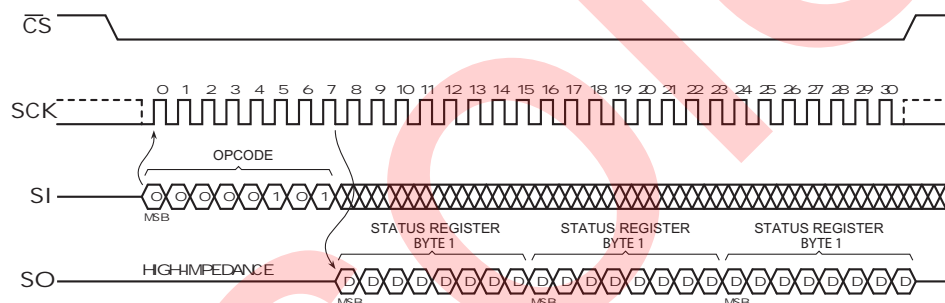 CS
0 1 2 3 4 5 6 7 8 9 10 11 12 13 14 15 16 17 18 19 20 21 22 23 24 25 26 27 28 29 30
SCK
OPCODE
SI
0 0 0 0 0 1 0 1
MSB
STATUS REGISTER BYTE 1
STATUS REGISTER BYTE 1
STATUS REGISTER BYTE 1
HIGH-IMPEDANCE
SO
D D D D D D D D D D D D D D D D D D D D D D D D
MSB
MSB
MSB